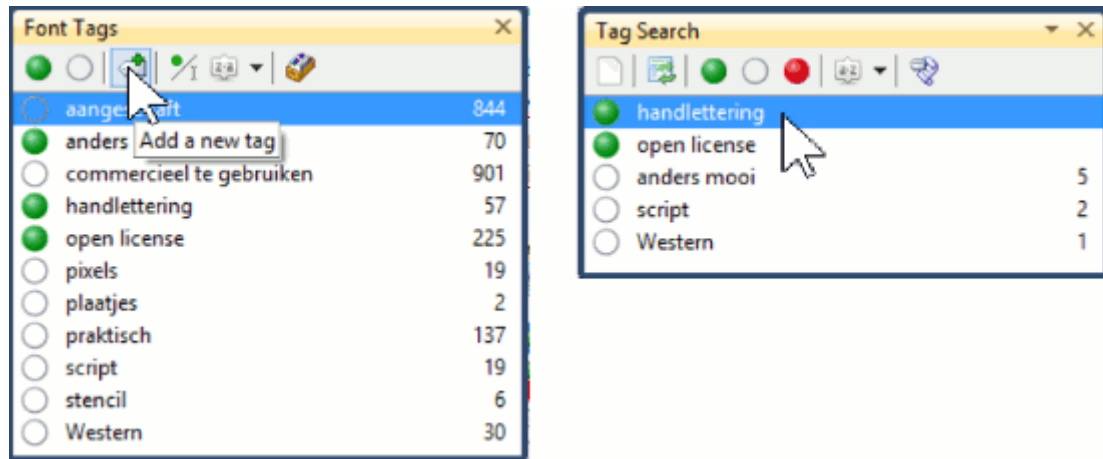 Font Tags
Add a new tag
844
anders 70
commercieel te gebruiken 901
handlettering 57
open license 225
pixels 19
plaatjes 2
praktisch 137
script 19
stencil 6
Western 30
Tag Search
handlettering
open license
anders mooi 5
script 2
Western 1